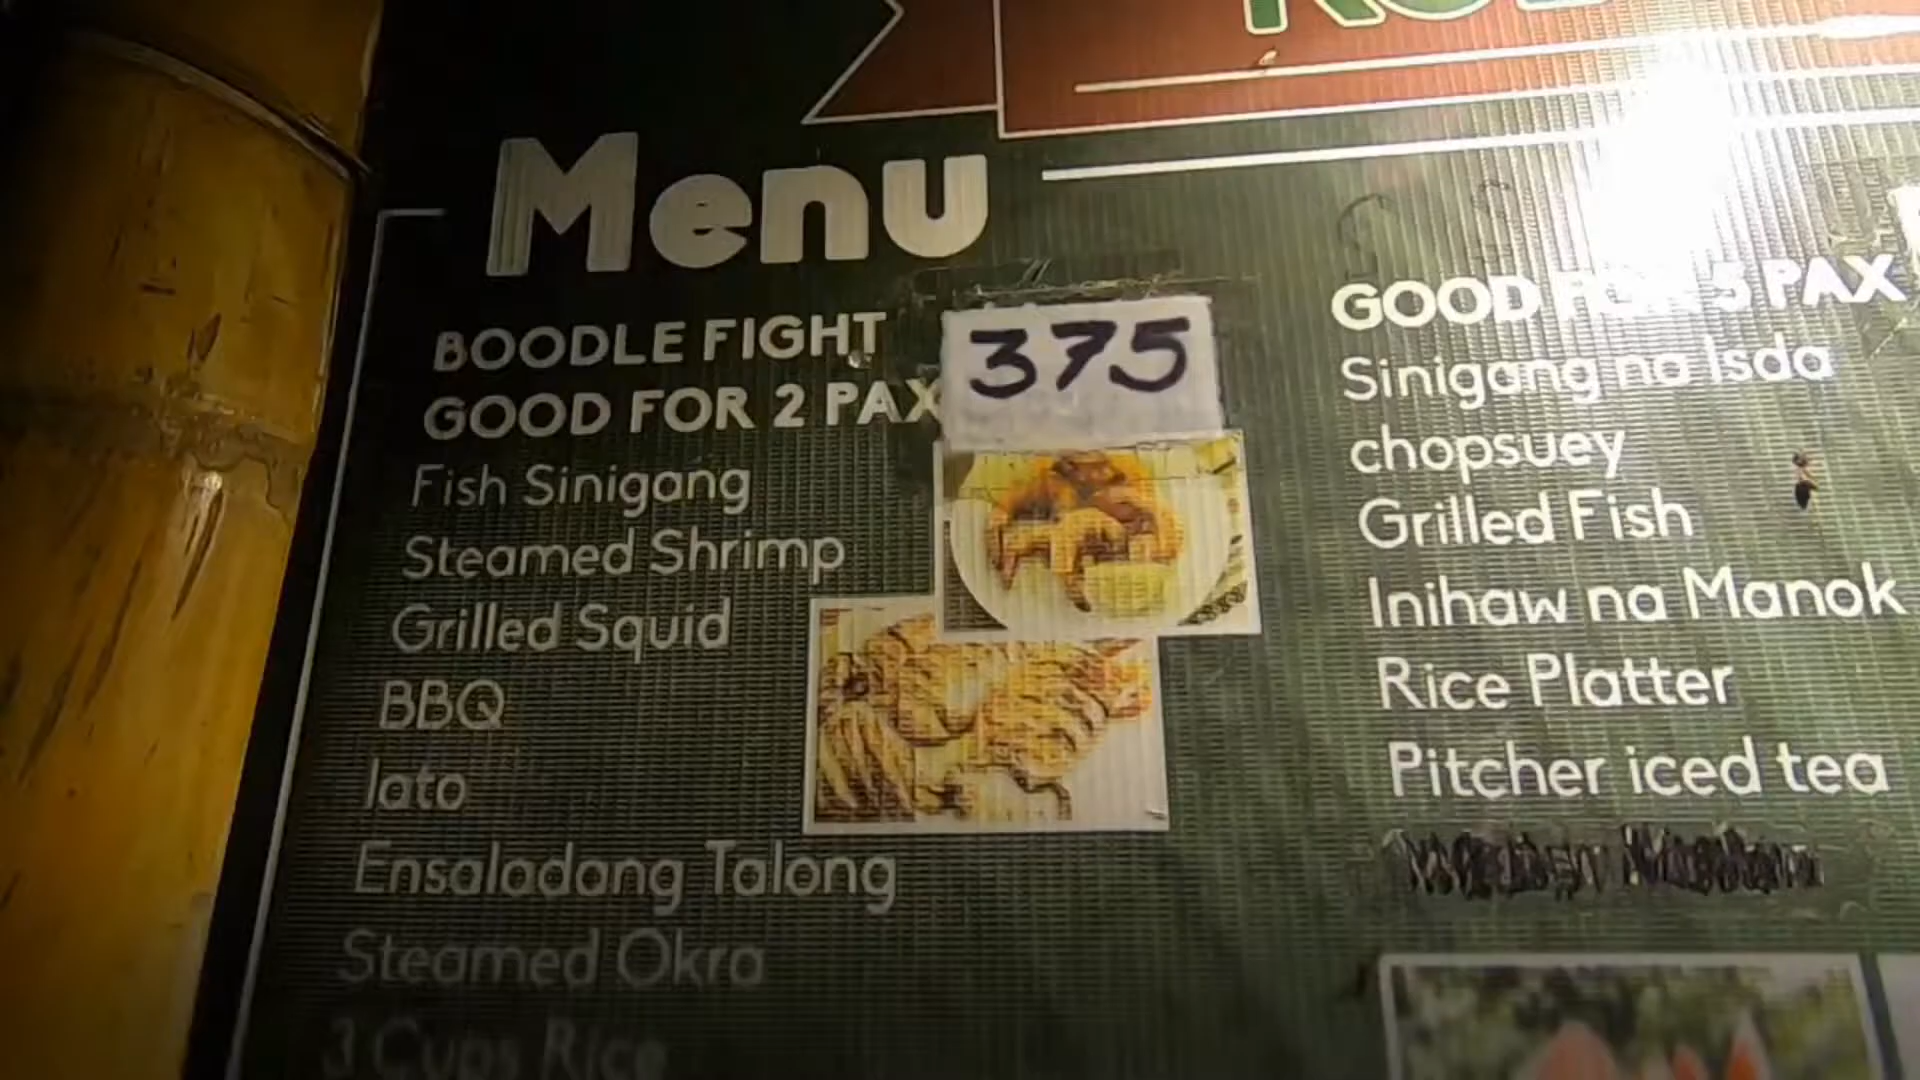 Menu
BOODLE FIGHT
GOOD FOR 2 PAX
375
Fish Sinigang
Steamed Shrimp
Grilled Squid
BBQ
lato
Ensaladang Talong
Steamed Okra
3 Cups Rice
GOOD FOR 5 PAX
Sinigang na Isda
chopsuey
Grilled Fish
Inihaw na Manok
Rice Platter
Pitcher iced tea